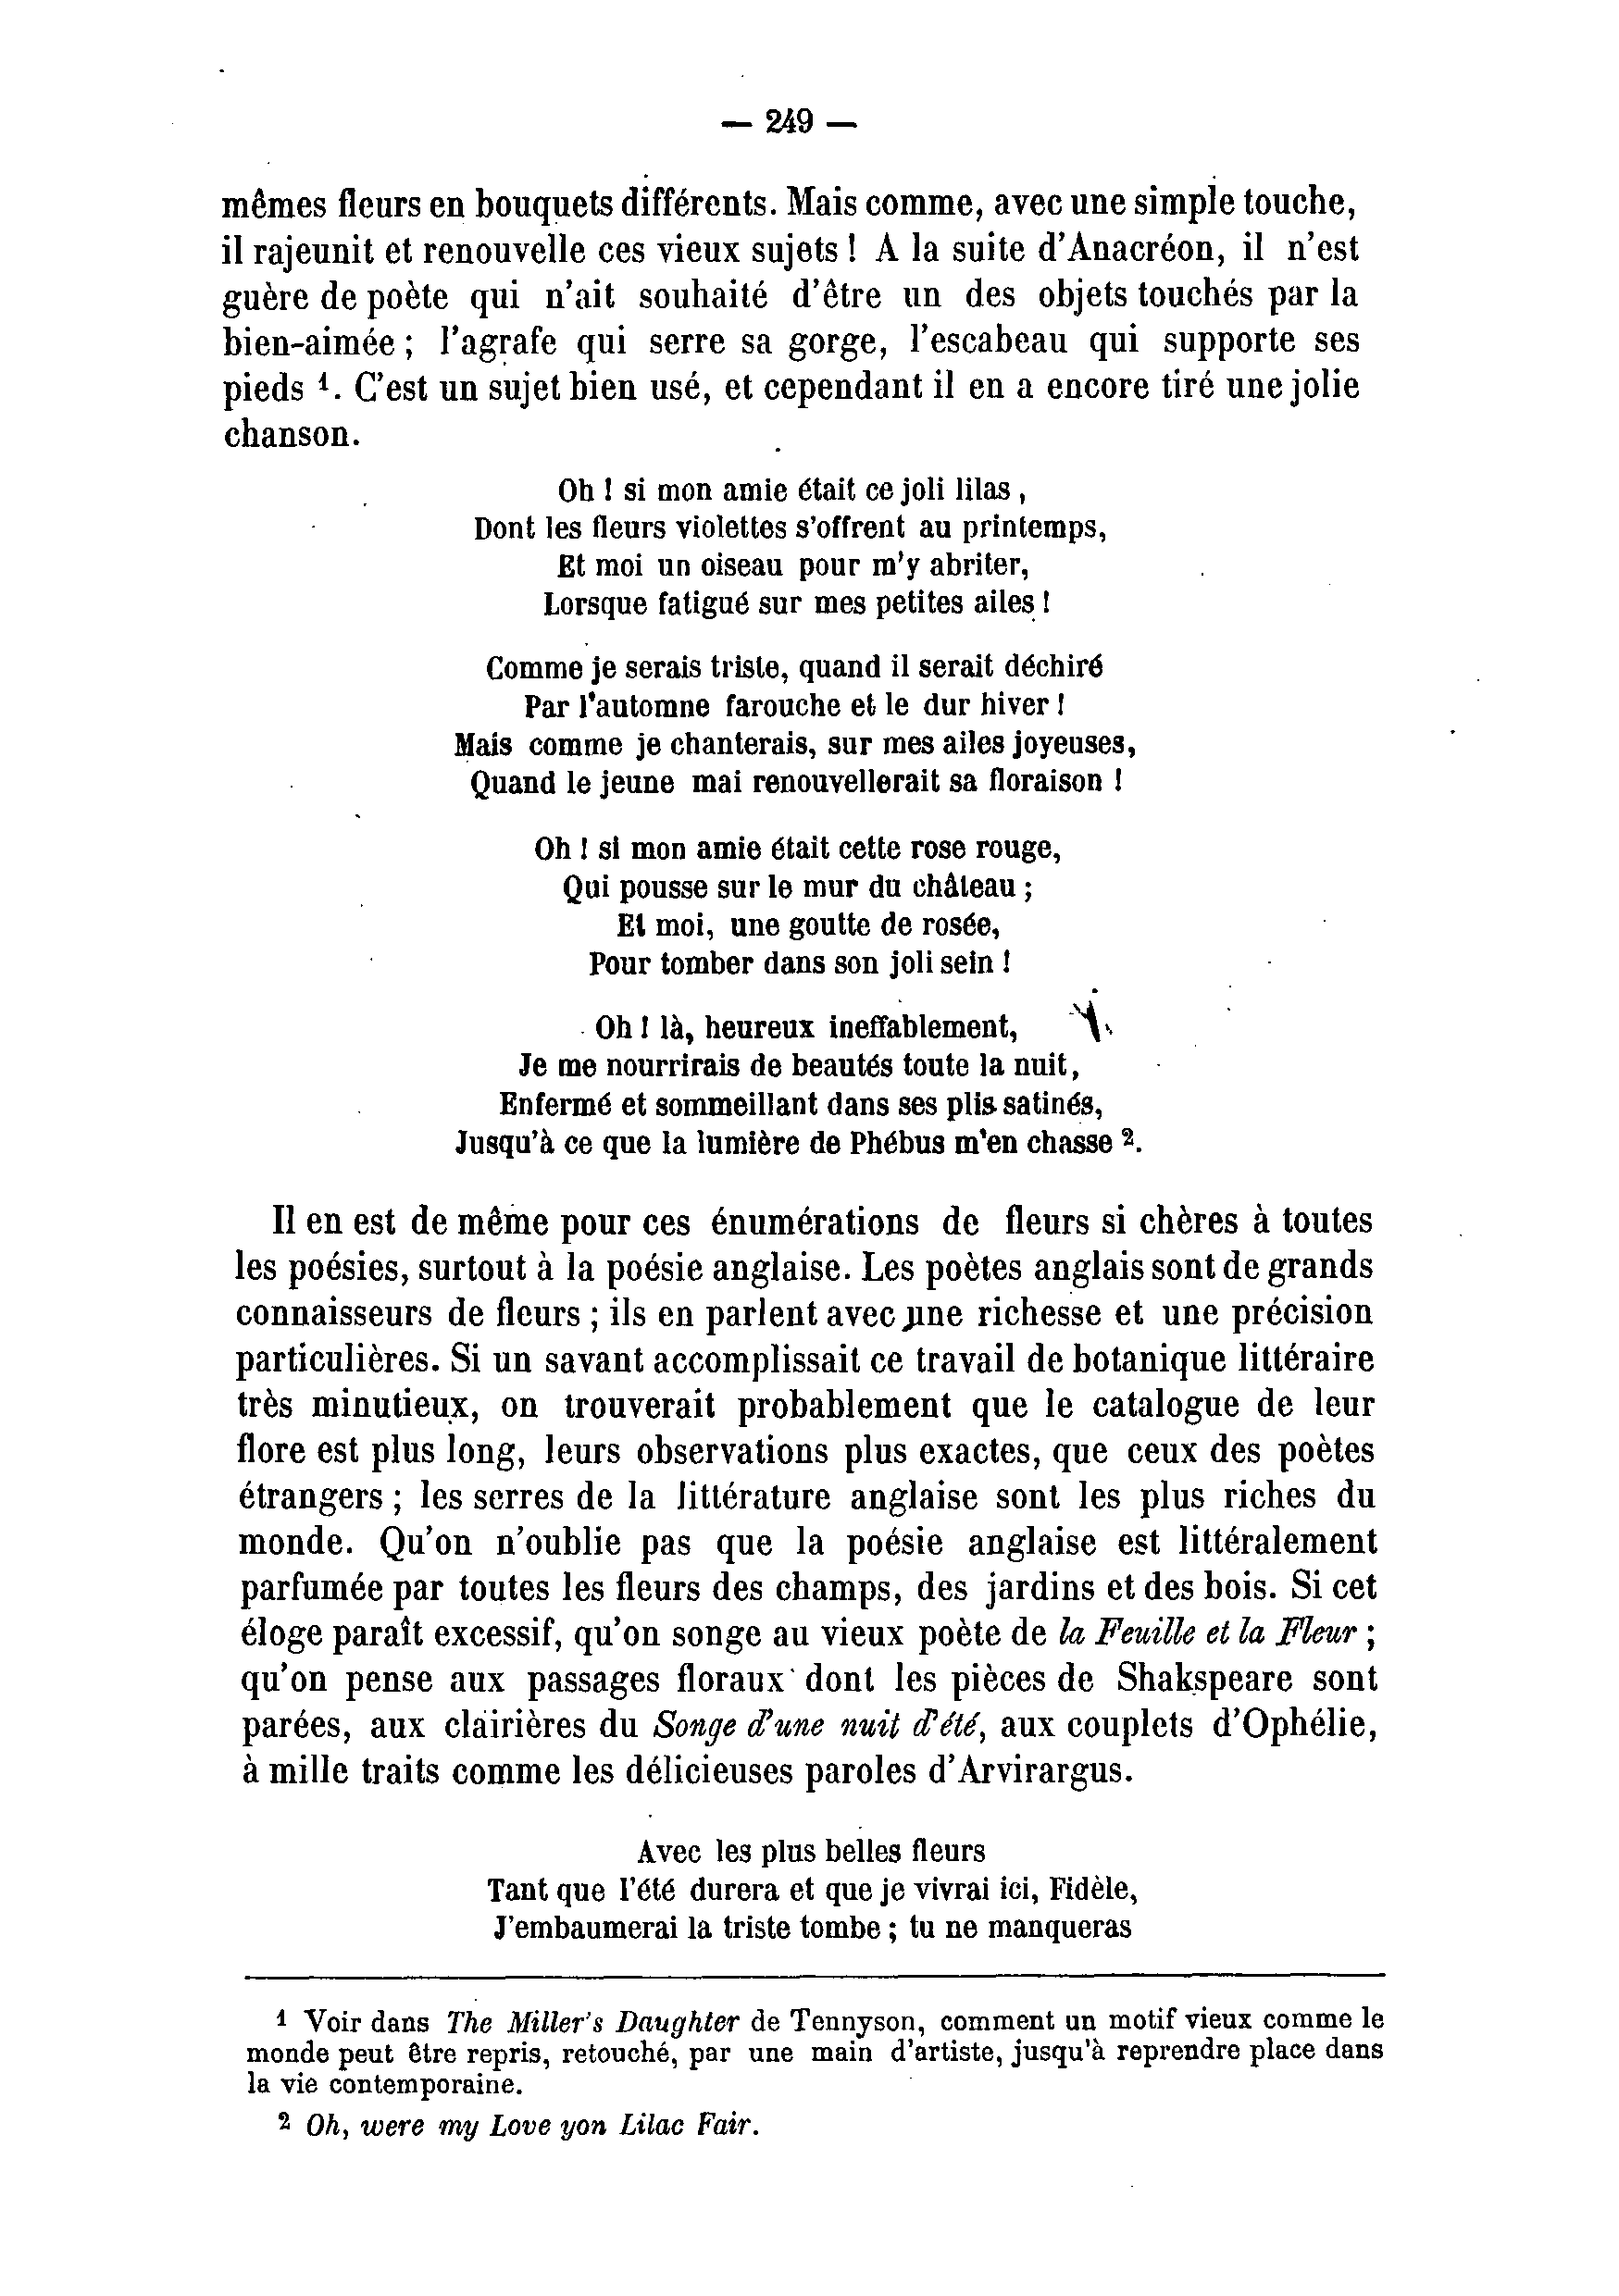 — 249 —
mêmes fleurs en bouquets différents. Mais comme, avec une simple touche,
il rajeunit et renouvelle ces vieux sujets ! A la suite d'Anacréon, il n'est
guère de poète qui n'ait souhaité d'être un des objets touchés par la
bien-aimée ; l'agrafe qui serre sa gorge, l'escabeau qui supporte ses
pieds ¹. C'est un sujet bien usé, et cependant il en a encore tiré une jolie
chanson.
Oh ! si mon amie était ce joli lilas ,
Dont les fleurs violettes s'offrent au printemps,
Et moi un oiseau pour m'y abriter,
Lorsque fatigué sur mes petites ailes !
Comme je serais triste, quand il serait déchiré
Par l'automne farouche et le dur hiver !
Mais comme je chanterais, sur mes ailes joyeuses,
Quand le jeune mai renouvellerait sa floraison !
Oh ! si mon amie était cette rose rouge,
Qui pousse sur le mur du château ;
Et moi, une goutte de rosée,
Pour tomber dans son joli sein !
Oh ! là, heureux ineffablement,
Je me nourrirais de beautés toute la nuit,
Enfermé et sommeillant dans ses plis satinés,
Jusqu'à ce que la lumière de Phébus m'en chasse ².
Il en est de même pour ces énumérations de fleurs si chères à toutes
les poésies, surtout à la poésie anglaise. Les poètes anglais sont de grands
connaisseurs de fleurs ; ils en parlent avec une richesse et une précision
particulières. Si un savant accomplissait ce travail de botanique littéraire
très minutieux, on trouverait probablement que le catalogue de leur
flore est plus long, leurs observations plus exactes, que ceux des poètes
étrangers ; les serres de la littérature anglaise sont les plus riches du
monde. Qu'on n'oublie pas que la poésie anglaise est littéralement
parfumée par toutes les fleurs des champs, des jardins et des bois. Si cet
éloge paraît excessif, qu'on songe au vieux poète de la Feuille et la Fleur ;
qu'on pense aux passages floraux dont les pièces de Shakspeare sont
parées, aux clairières du Songe d'une nuit d'été, aux couplets d'Ophélie,
à mille traits comme les délicieuses paroles d'Arvirargus.
Avec les plus belles fleurs
Tant que l'été durera et que je vivrai ici, Fidèle,
J'embaumerai la triste tombe ; tu ne manqueras
¹ Voir dans The Miller's Daughter de Tennyson, comment un motif vieux comme le
monde peut être repris, retouché, par une main d'artiste, jusqu'à reprendre place dans
la vie contemporaine.
² Oh, were my Love yon Lilac Fair.